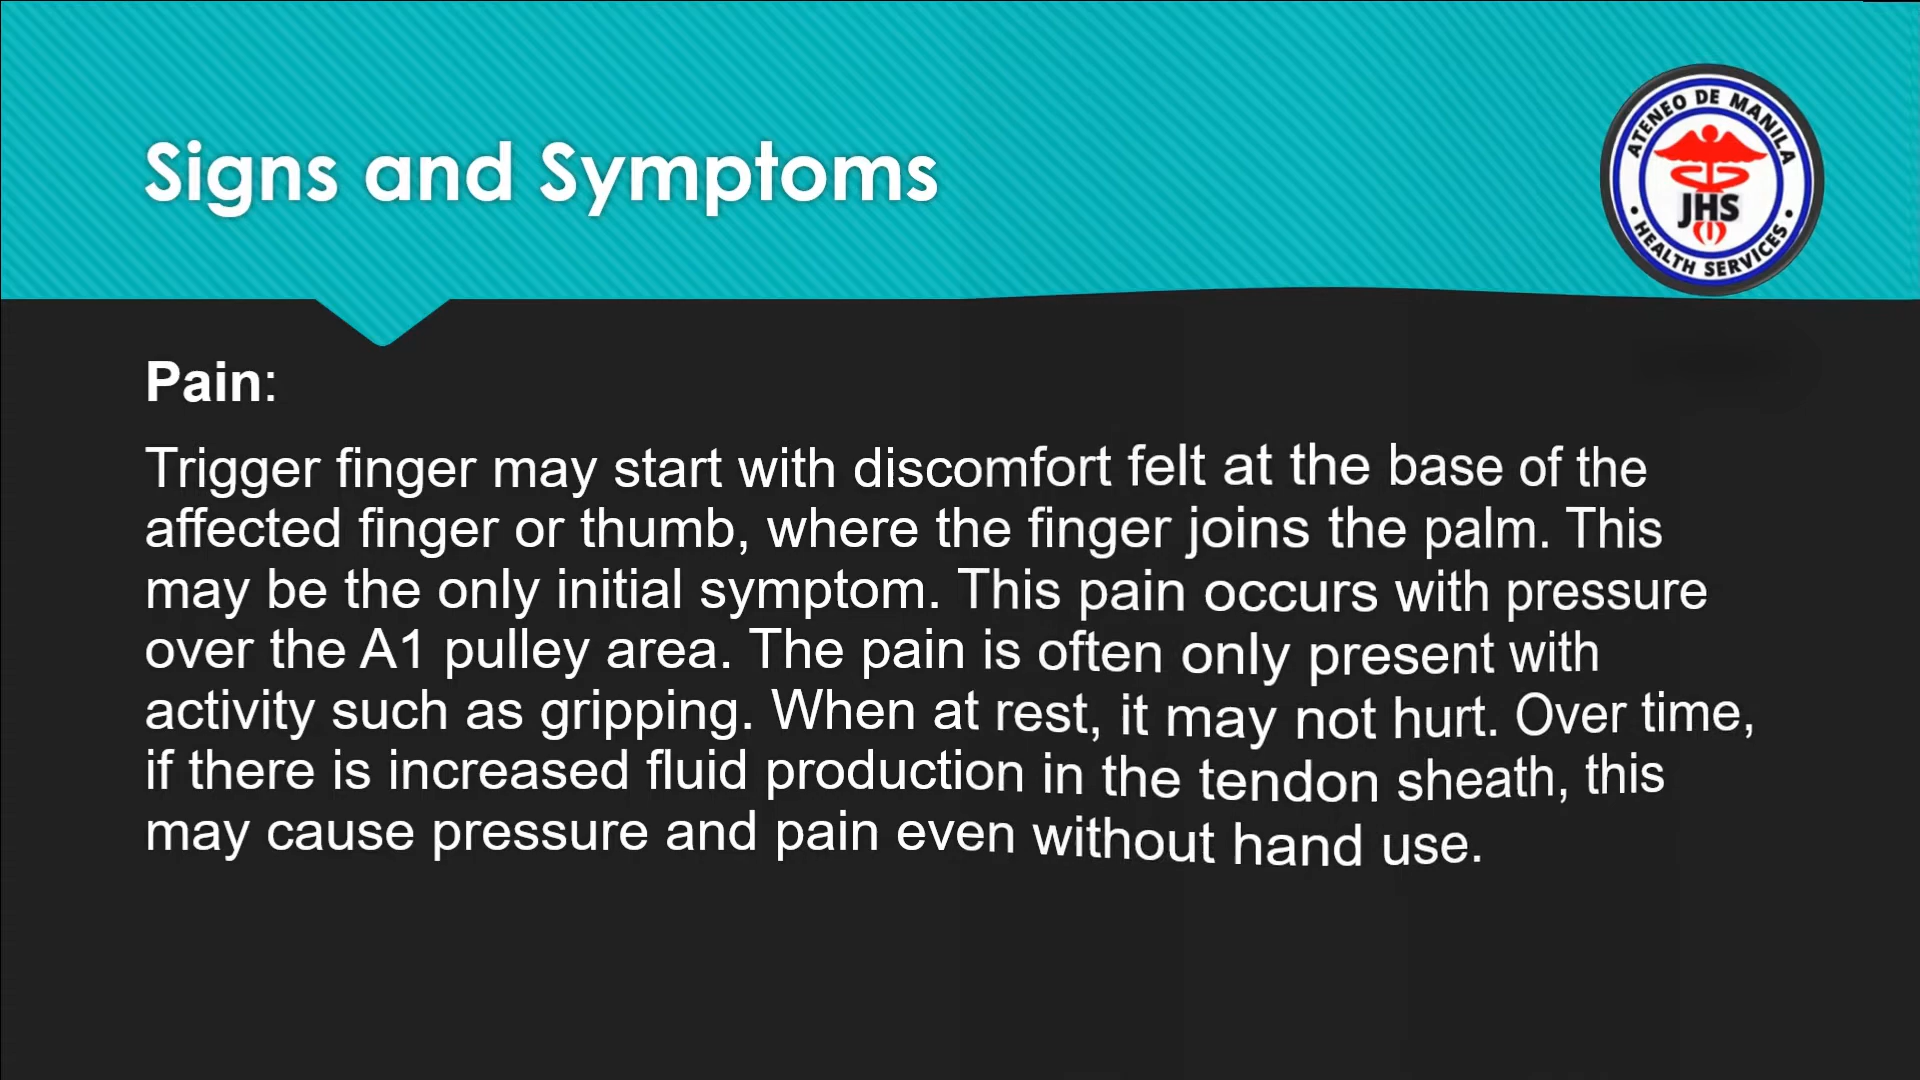 Signs and Symptoms
ATENEO DE MANILA
JHS
• HEALTH SERVICES •
Pain:
Trigger finger may start with discomfort felt at the base of the
affected finger or thumb, where the finger joins the palm. This
may be the only initial symptom. This pain occurs with pressure
over the A1 pulley area. The pain is often only present with
activity such as gripping. When at rest, it may not hurt. Over time,
if there is increased fluid production in the tendon sheath, this
may cause pressure and pain even without hand use.